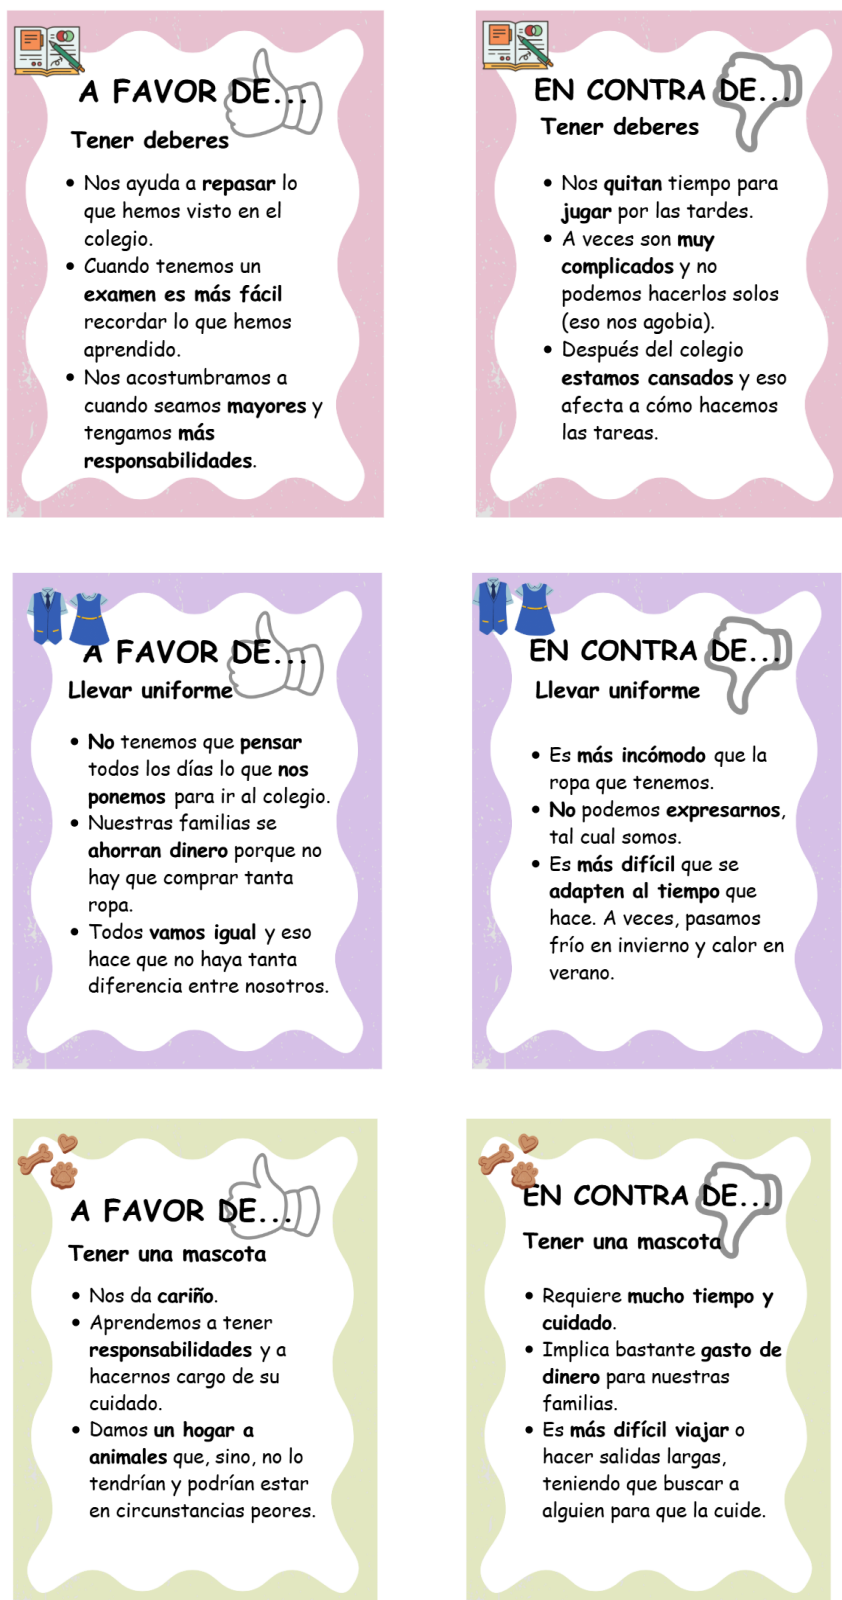 A FAVOR DE...
Tener deberes
• Nos ayuda a repasar lo
que hemos visto en el
colegio.
• Cuando tenemos un
examen es más fácil
recordar lo que hemos
aprendido.
• Nos acostumbramos a
cuando seamos mayores y
tengamos más
responsabilidades.
EN CONTRA DE...
Tener deberes
• Nos quitan tiempo para
jugar por las tardes.
• A veces son muy
complicados y no
podemos hacerlos solos
(eso nos agobia).
• Después del colegio
estamos cansados y eso
afecta a cómo hacemos
las tareas.
A FAVOR DE...
Llevar uniforme
• No tenemos que pensar
todos los días lo que nos
ponemos para ir al colegio.
• Nuestras familias se
ahorran dinero porque no
hay que comprar tanta
ropa.
• Todos vamos igual y eso
hace que no haya tanta
diferencia entre nosotros.
EN CONTRA DE...
Llevar uniforme
• Es más incómodo que la
ropa que tenemos.
• No podemos expresarnos,
tal cual somos.
• Es más difícil que se
adapten al tiempo que
hace. A veces, pasamos
frío en invierno y calor en
verano.
A FAVOR DE...
Tener una mascota
• Nos da cariño.
• Aprendemos a tener
responsabilidades y a
hacernos cargo de su
cuidado.
• Damos un hogar a
animales que, sino, no lo
tendrían y podrían estar
en circunstancias peores.
EN CONTRA DE...
Tener una mascota
• Requiere mucho tiempo y
cuidado.
• Implica bastante gasto de
dinero para nuestras
familias.
• Es más difícil viajar o
hacer salidas largas,
teniendo que buscar a
alguien para que la cuide.